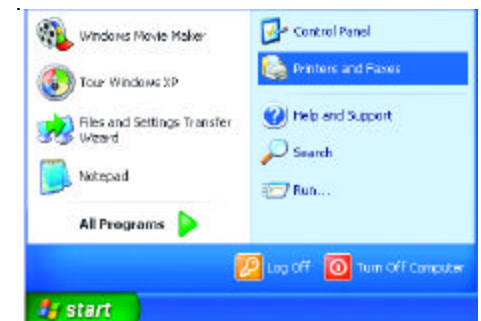 Windows Movie Maker
Tour Windows XP
Files and Settings Transfer
Wizard
Notepad
All Programs
Control Panel
Printers and Faxes
Help and Support
Search
Run...
Log Off
Turn Off Computer
start